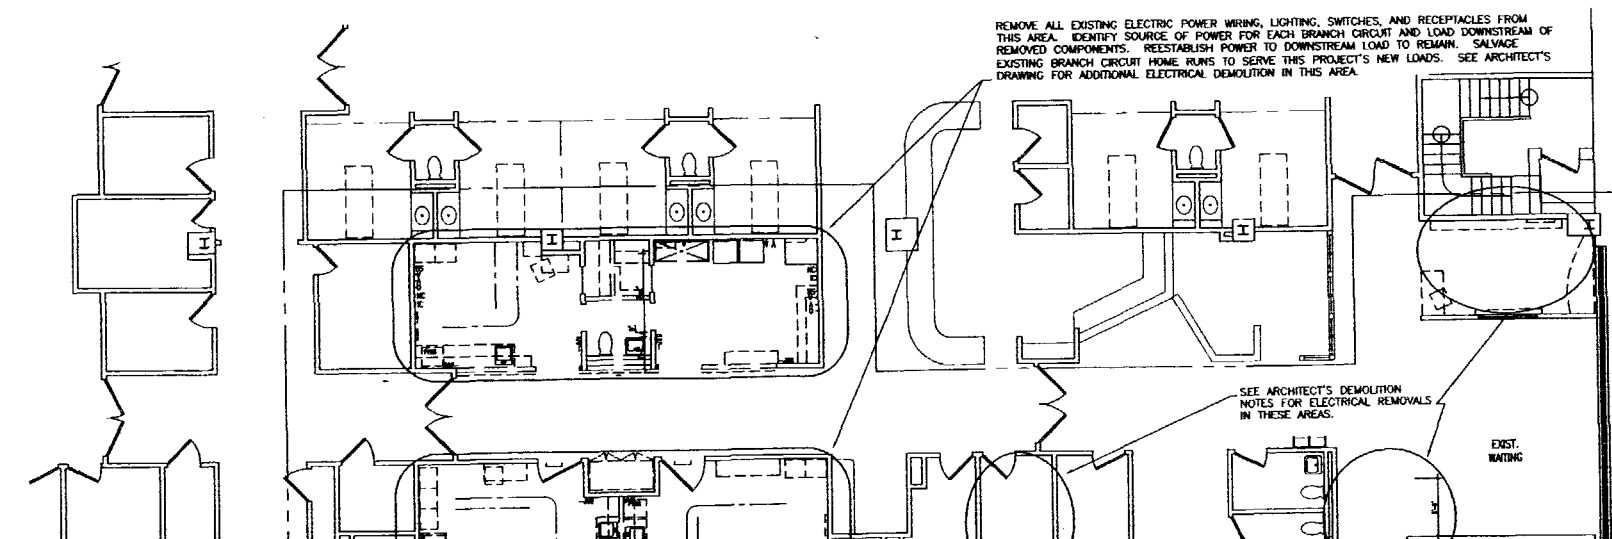 REMOVE ALL EXISTING ELECTRIC POWER WIRING, LIGHTING, SWITCHES, AND RECEPTACLES FROM
THIS AREA. IDENTIFY SOURCE OF POWER FOR EACH BRANCH CIRCUIT AND LOAD DOWNSTREAM OF
REMOVED COMPONENTS. REESTABLISH POWER TO DOWNSTREAM LOAD TO REMAIN. SALVAGE
EXISTING BRANCH CIRCUIT HOME RUNS TO SERVE THIS PROJECT'S NEW LOADS. SEE ARCHITECT'S
DRAWING FOR ADDITIONAL ELECTRICAL DEMOLITION IN THIS AREA.
SEE ARCHITECT'S DEMOLITION
NOTES FOR ELECTRICAL REMOVALS
IN THESE AREAS.
EXIST.
WAITING